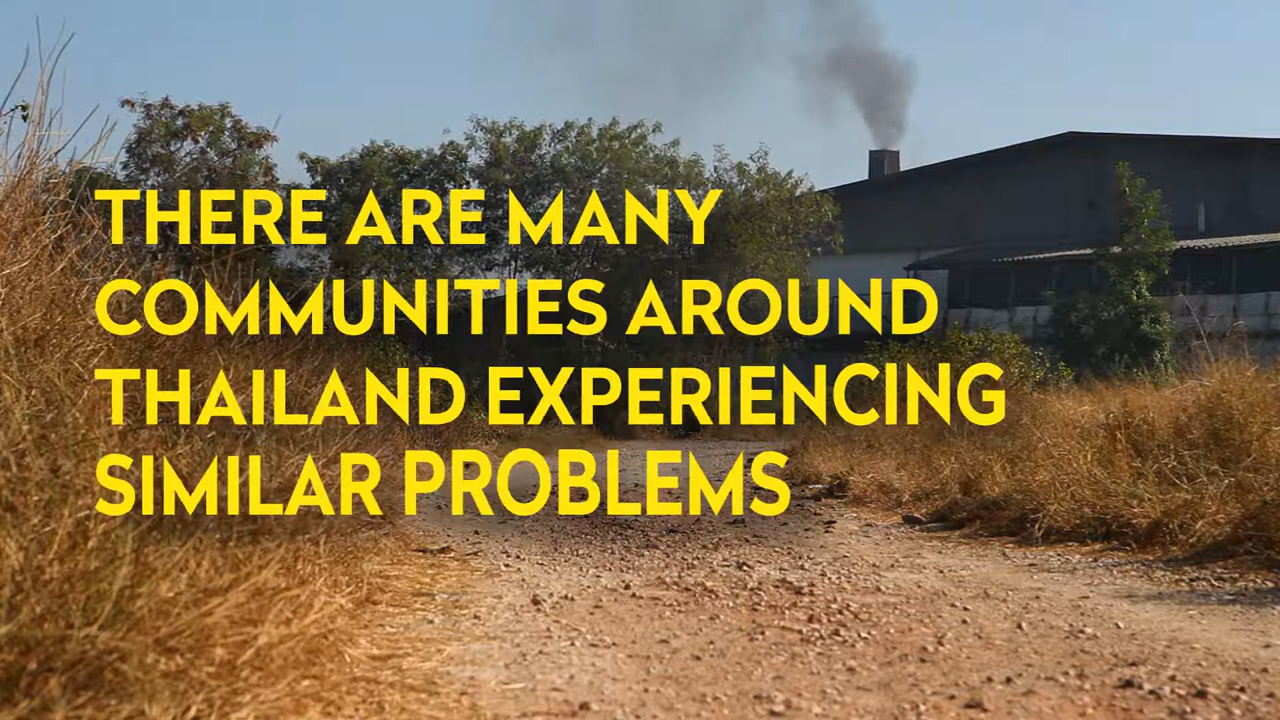 THERE ARE MANY
COMMUNITIES AROUND
THAILAND EXPERIENCING
SIMILAR PROBLEMS